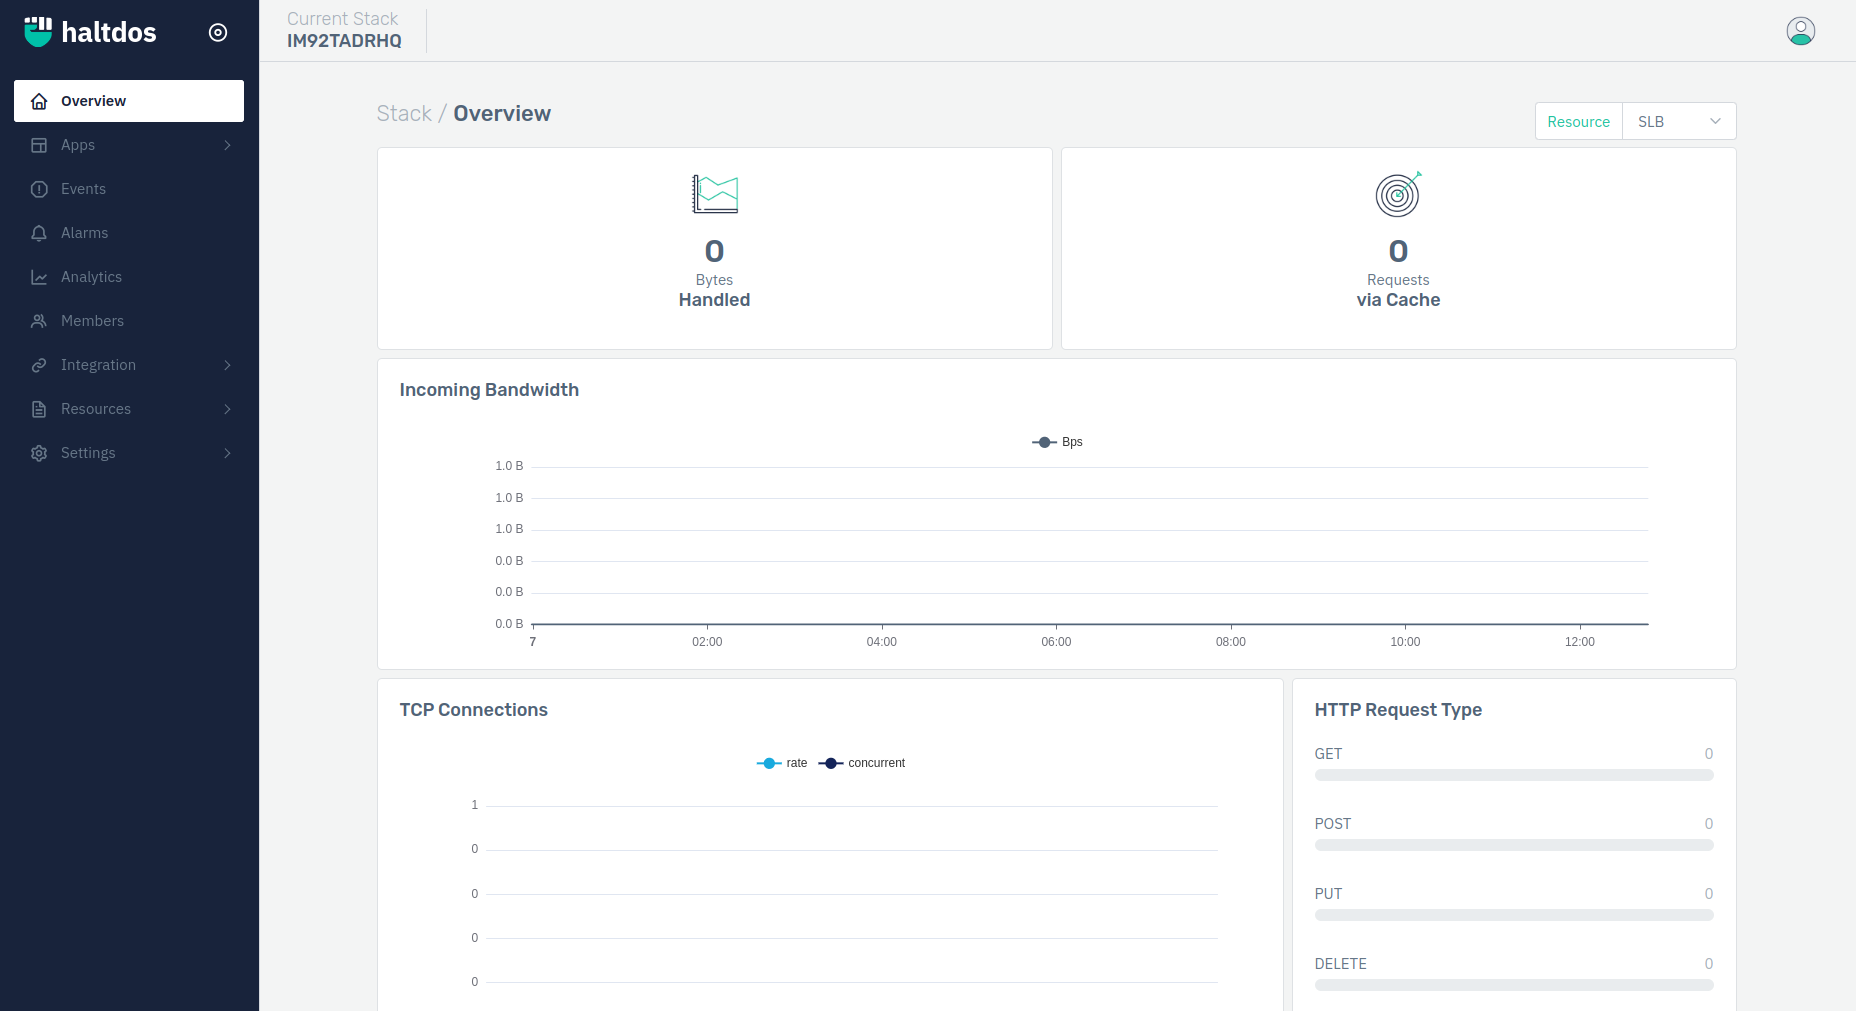 haltdos
Current Stack
IM92TADRHQ
Overview
Apps
Events
Alarms
Analytics
Members
Integration
Resources
Settings
Stack / Overview
Resource SLB
0
Bytes
Handled
0
Requests
via Cache
Incoming Bandwidth
Bps
1.0 B
1.0 B
1.0 B
0.0 B
0.0 B
0.0 B
7 02:00 04:00 06:00 08:00 10:00 12:00
TCP Connections
rate concurrent
1
0
0
0
0
HTTP Request Type
GET 0
POST 0
PUT 0
DELETE 0